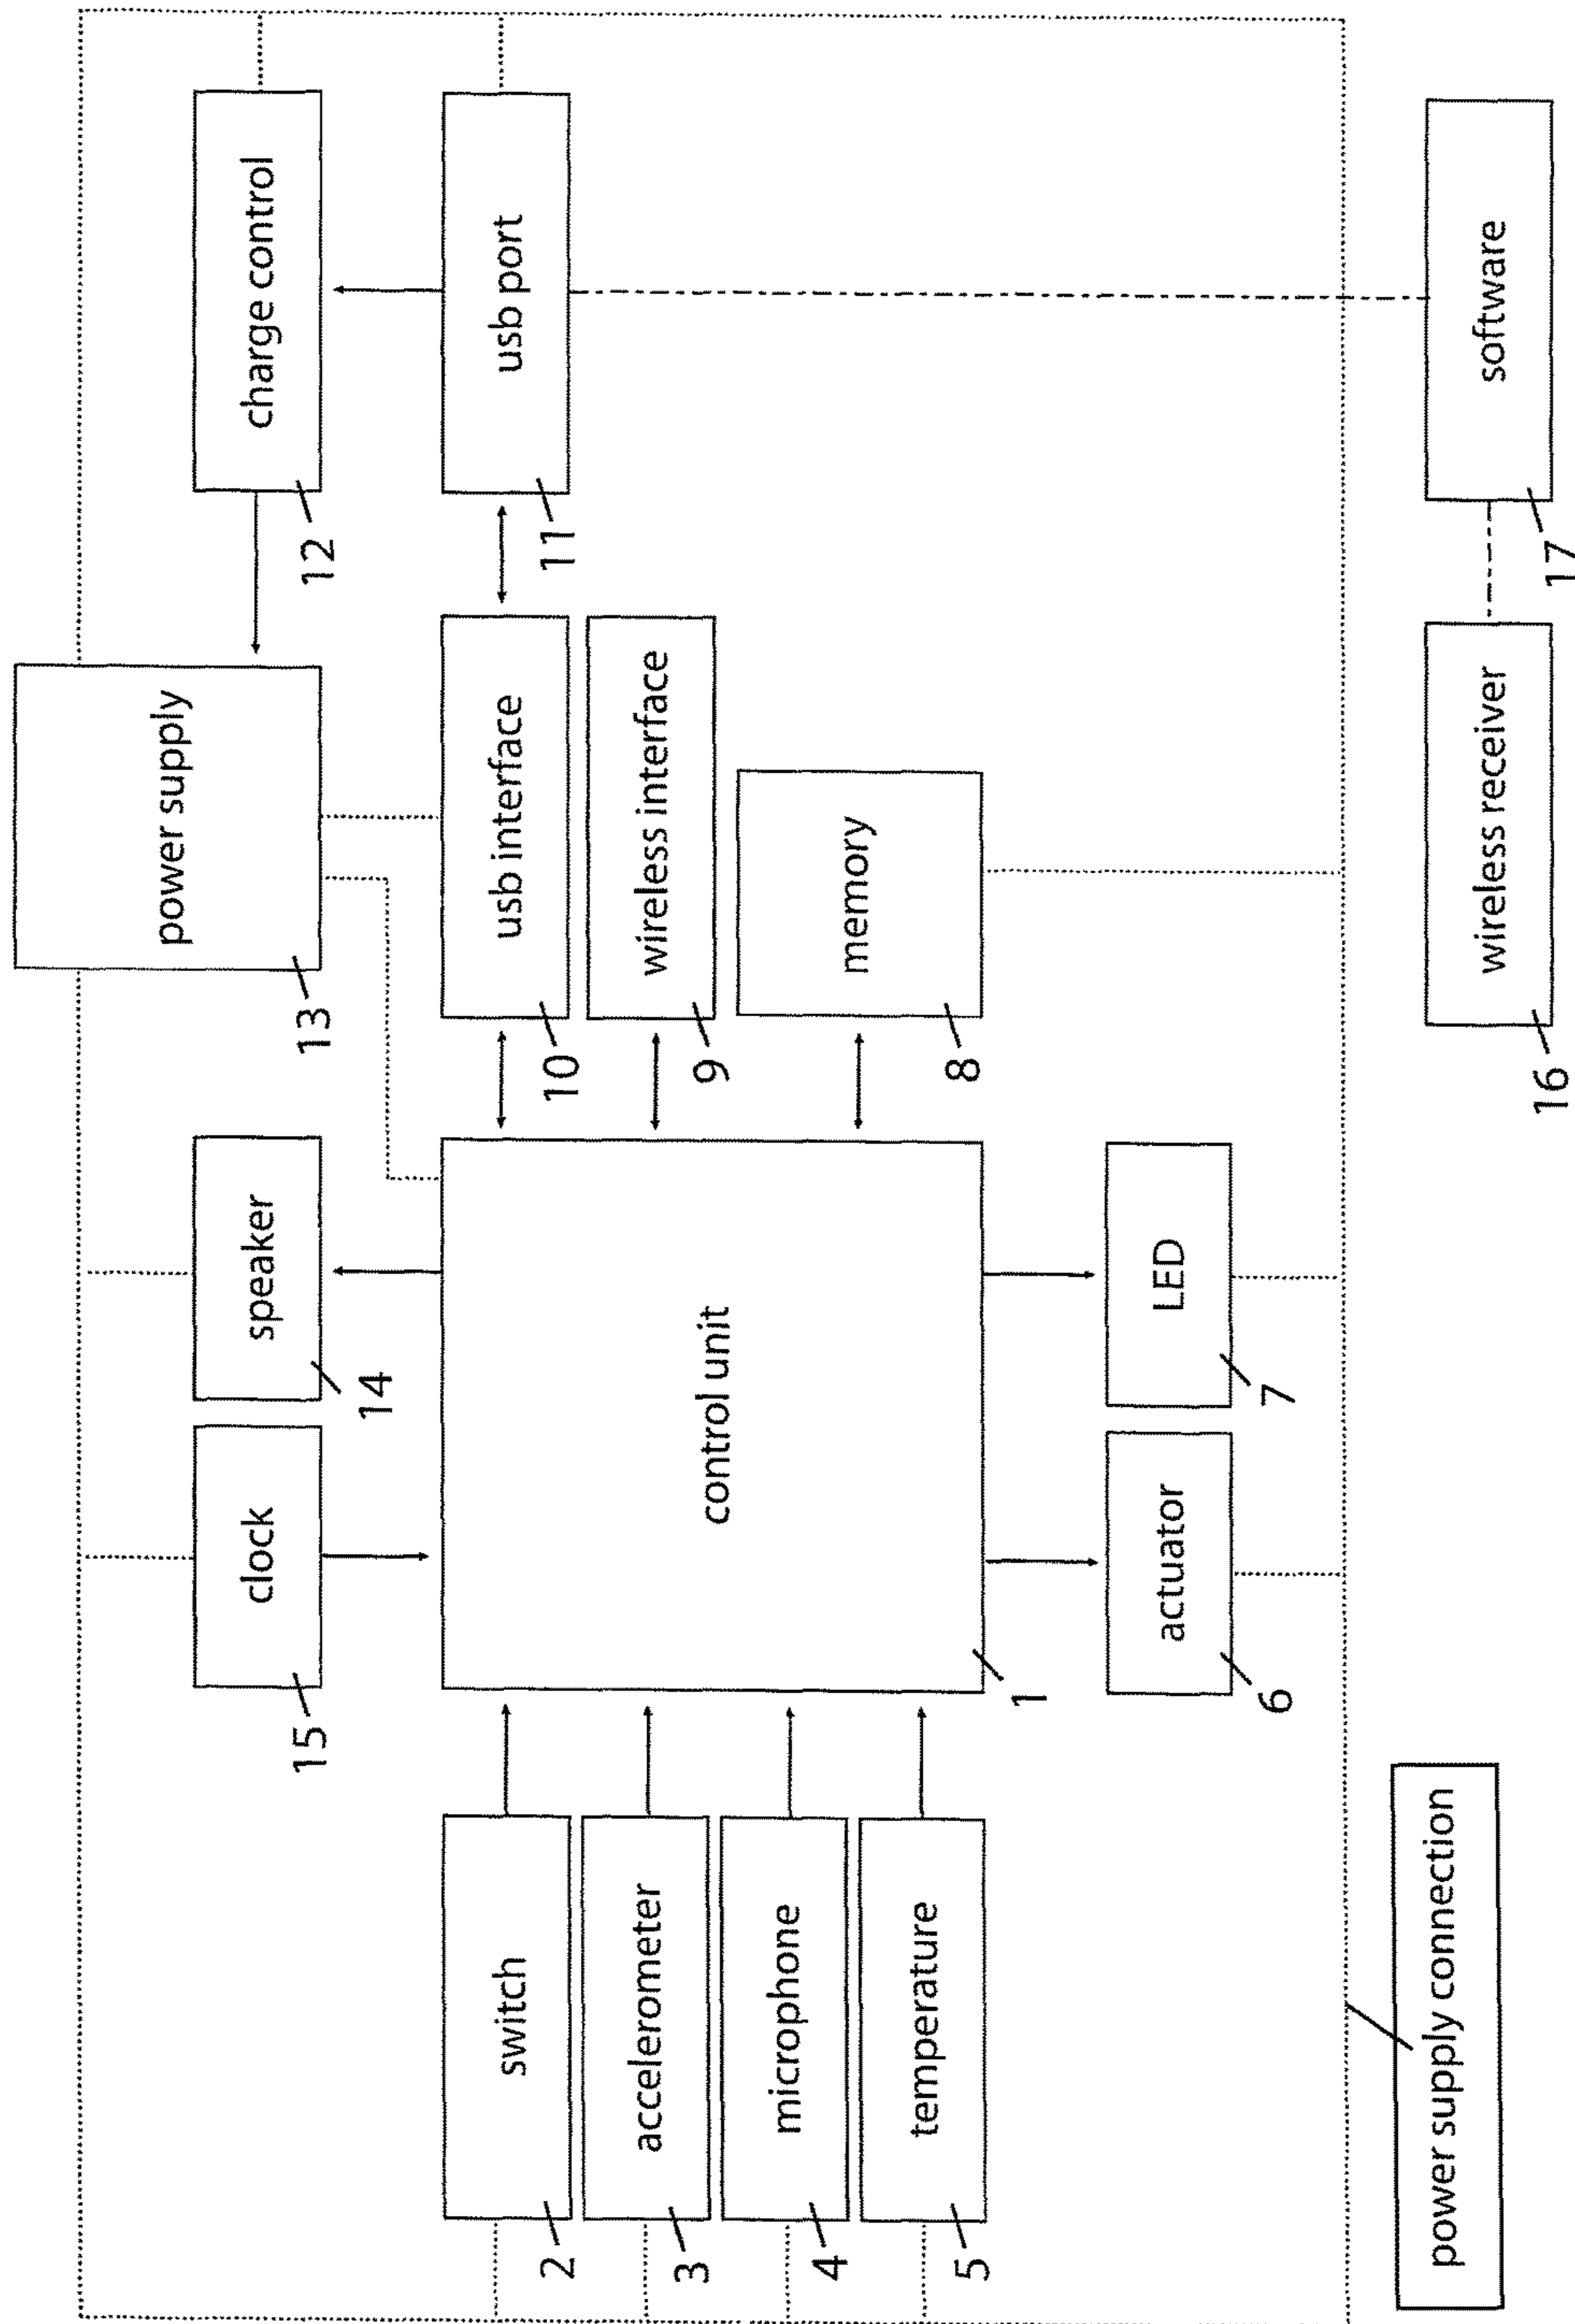 power supply
13
charge control
12
clock
15
speaker
14
switch
2
accelerometer
3
microphone
4
temperature
5
control unit
1
usb interface
10
usb port
11
wireless interface
9
memory
8
actuator
6
LED
7
power supply connection
wireless receiver
16
software
17